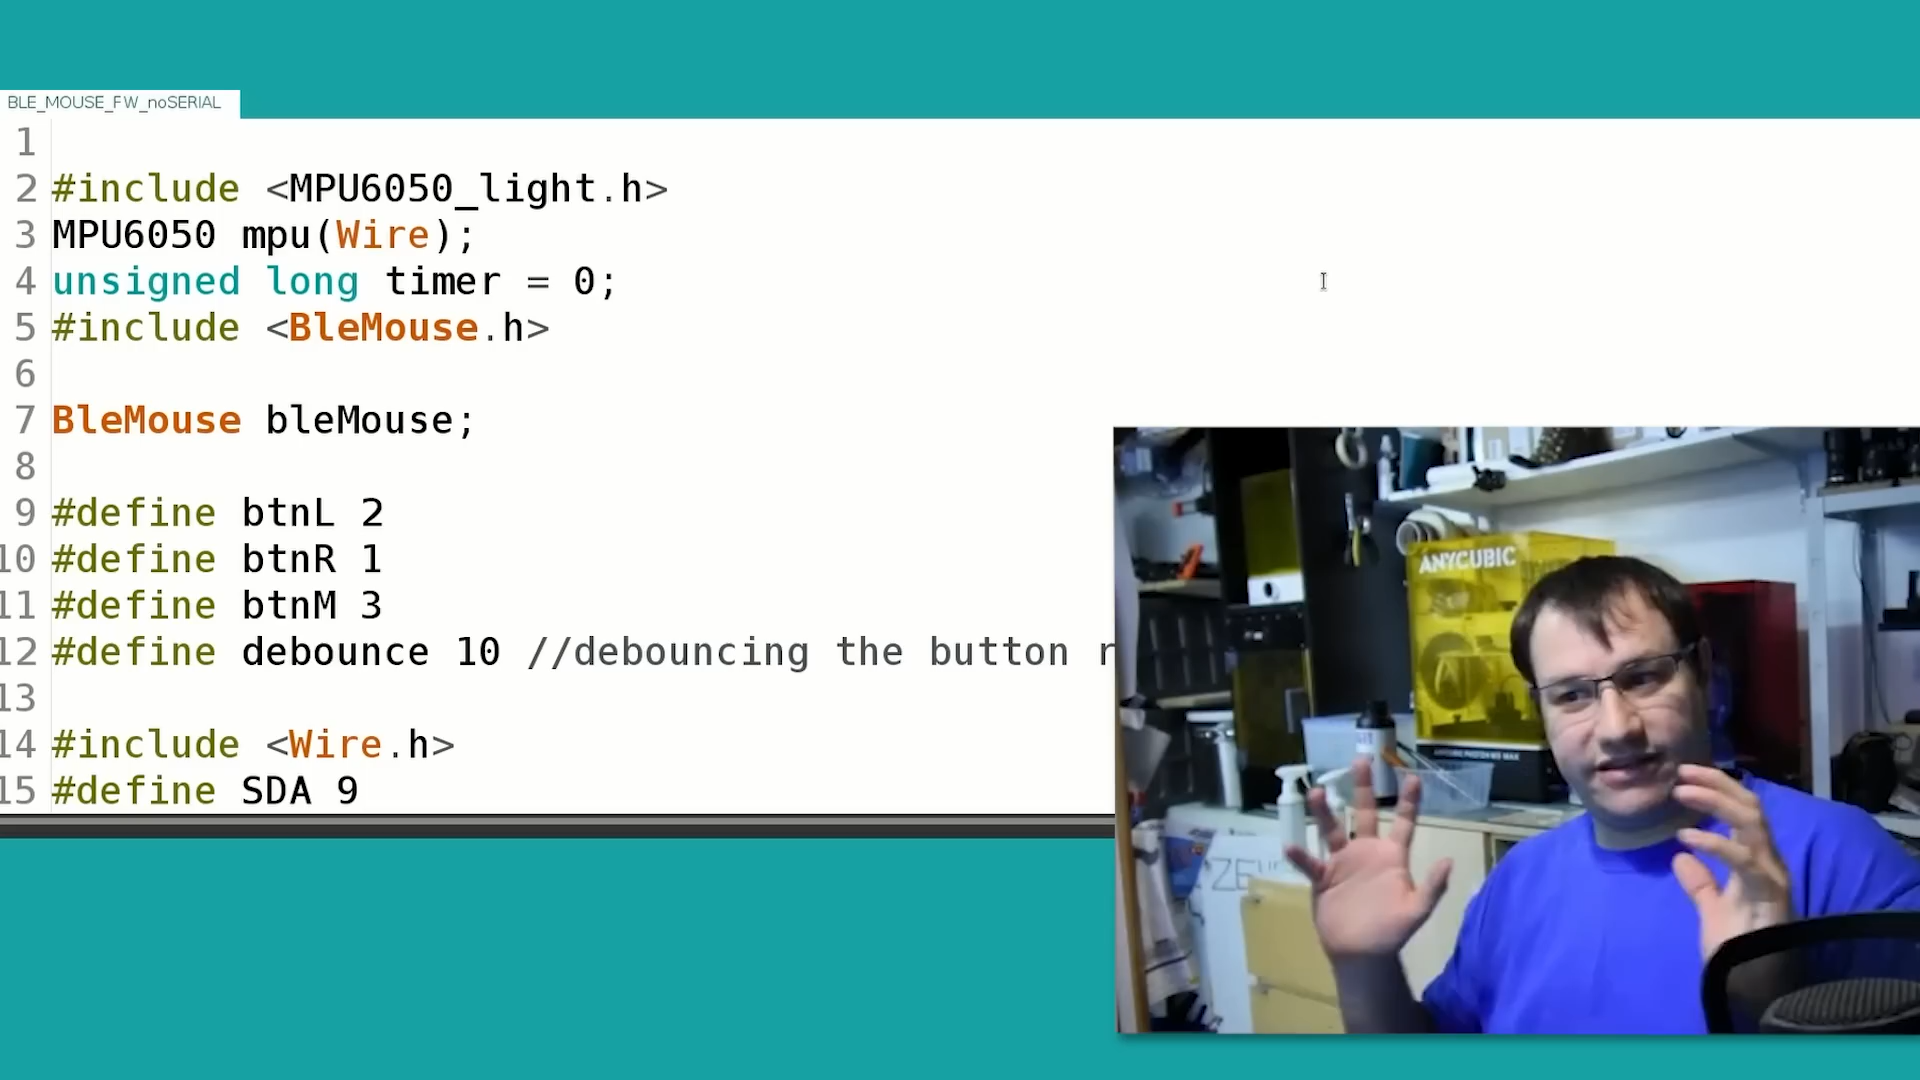 BLE_MOUSE_FW_noSERIAL
1
2 #include <MPU6050_light.h>
3 MPU6050 mpu(Wire);
4 unsigned long timer = 0;
5 #include <BleMouse.h>
6
7 BleMouse bleMouse;
8
9 #define btnL 2
10 #define btnR 1
11 #define btnM 3
12 #define debounce 10 //debouncing the button r
13
14 #include <Wire.h>
15 #define SDA 9
ANYCUBIC